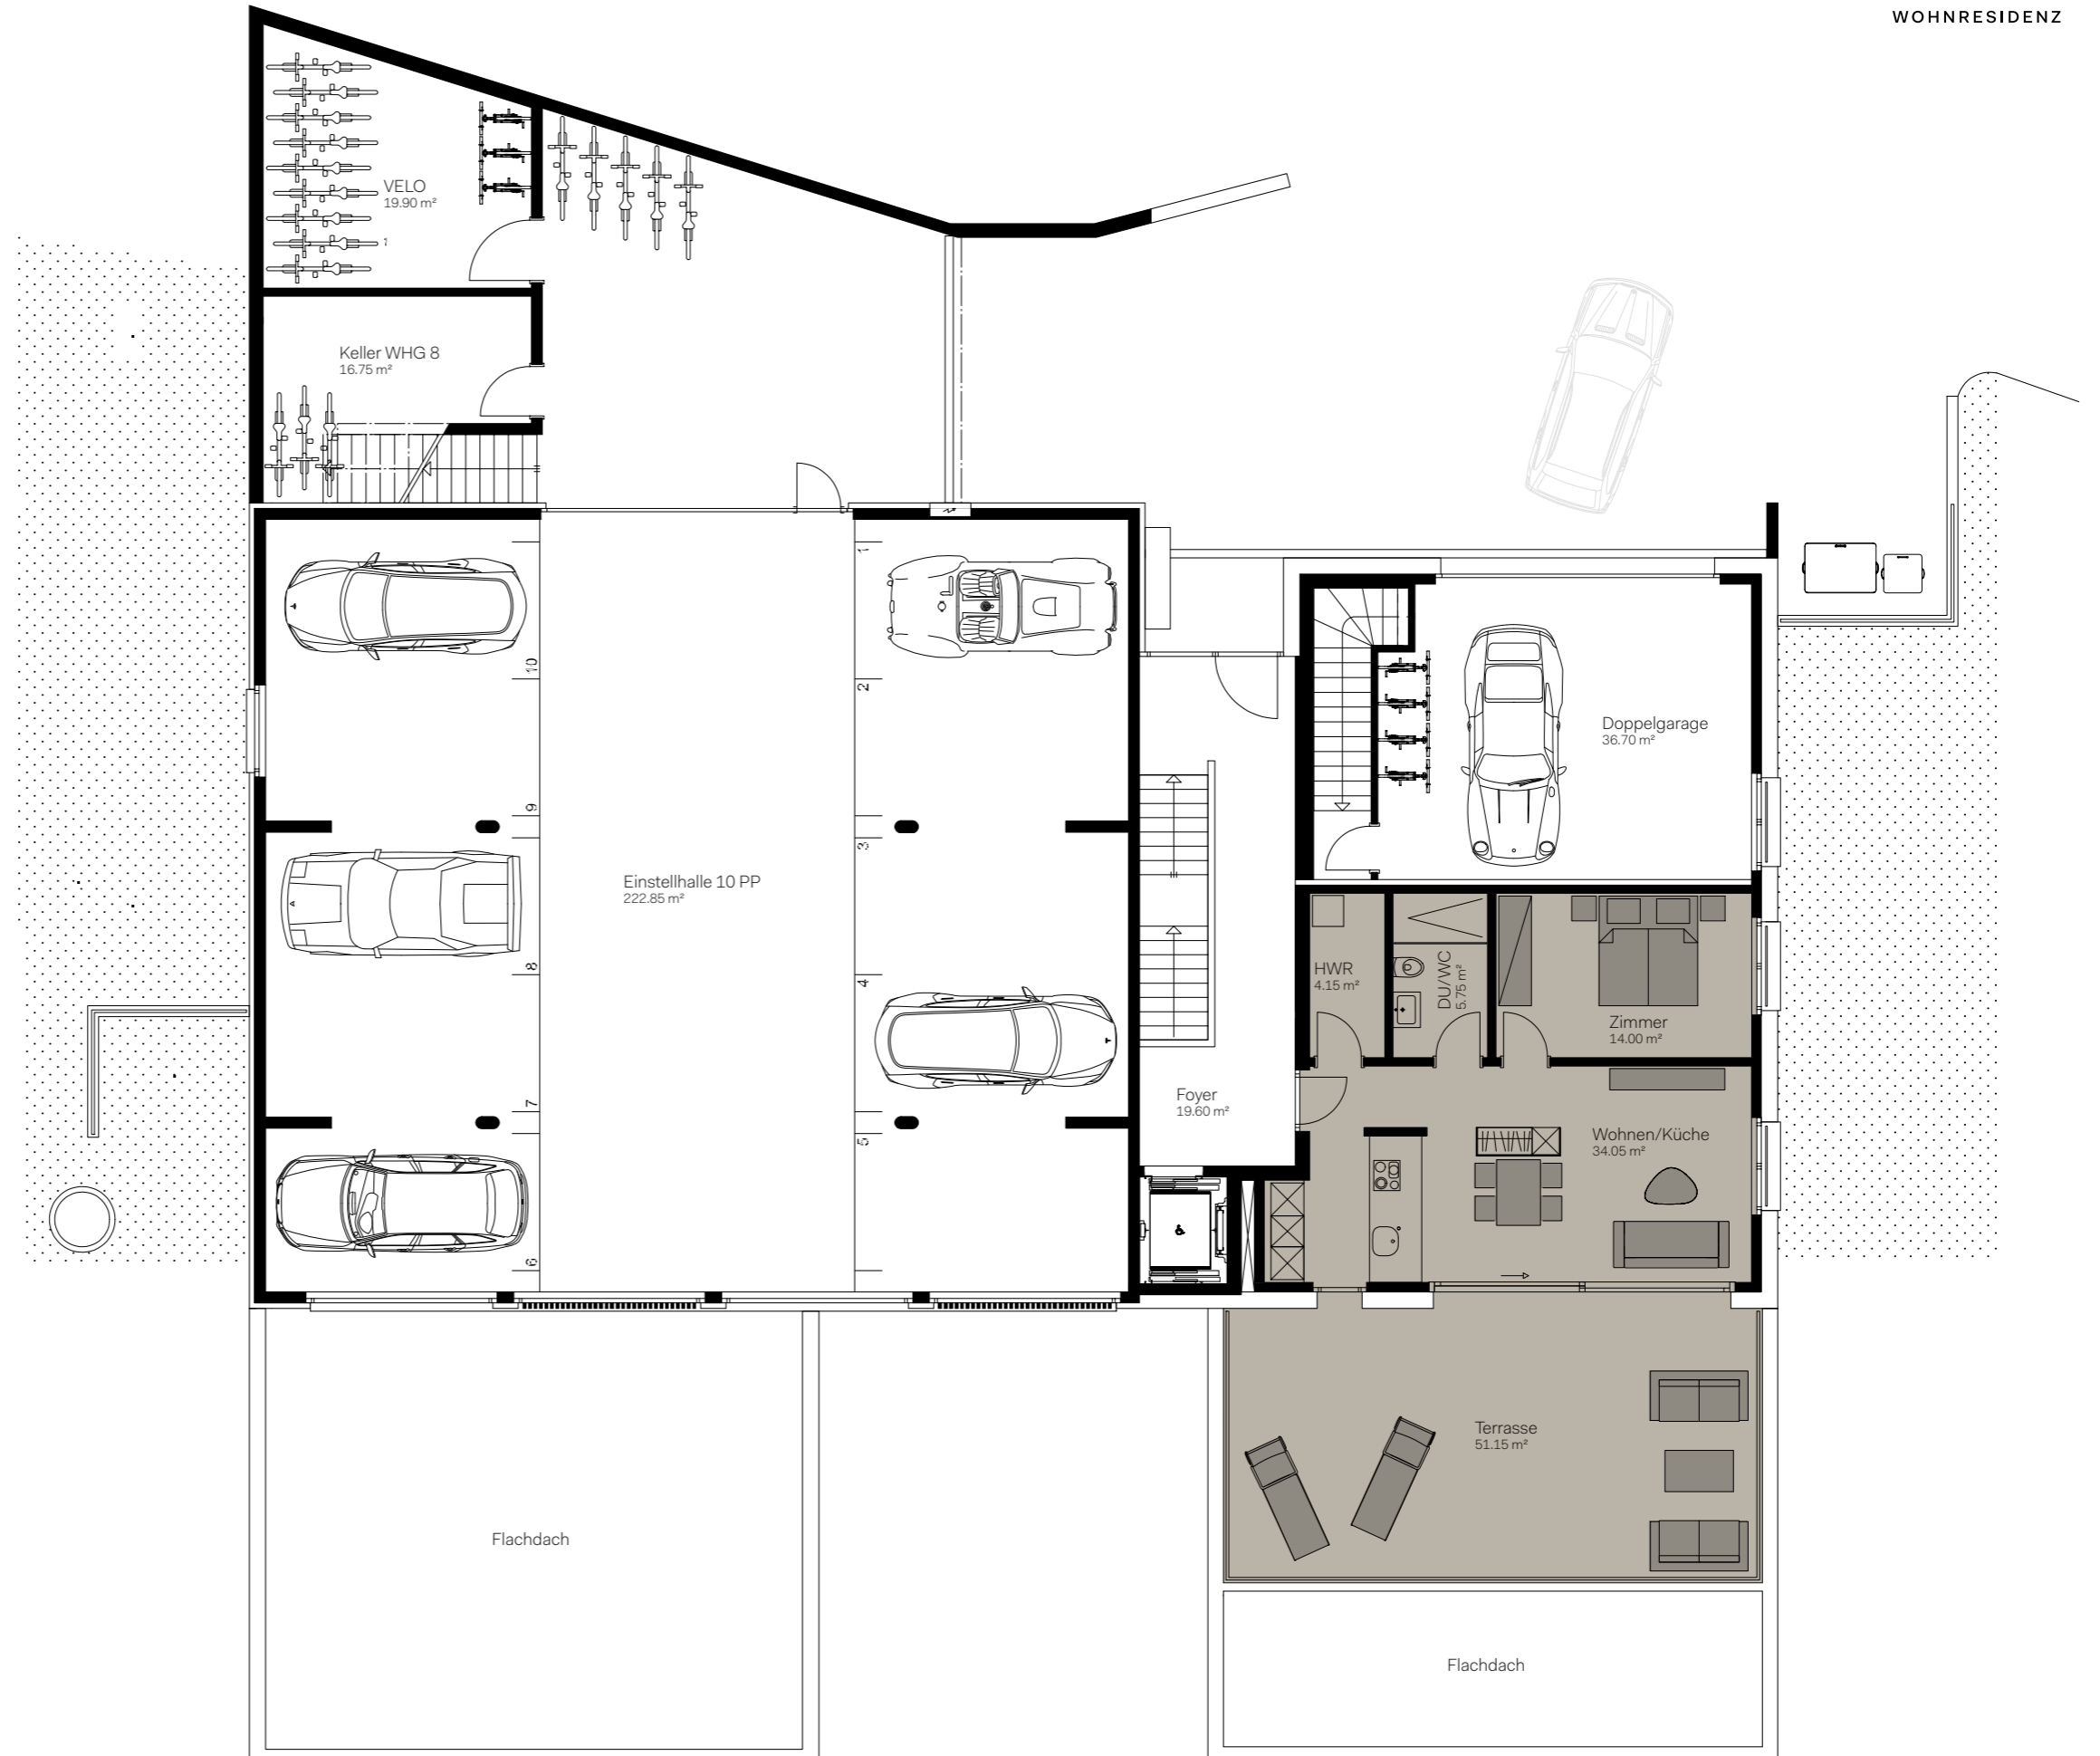 WOHNRESIDENZ
VELO
19.90 m²
Keller WHG 8
16.75 m²
1
10
2
Doppelgarage
36.70 m²
9
3
Einstellhalle 10 PP
222.85 m²
8
4
HWR
4.15 m²
DU/WC
5.75 m²
Zimmer
14.00 m²
7
5
Foyer
19.60 m²
Wohnen/Küche
34.05 m²
6
Terrasse
51.15 m²
Flachdach
Flachdach